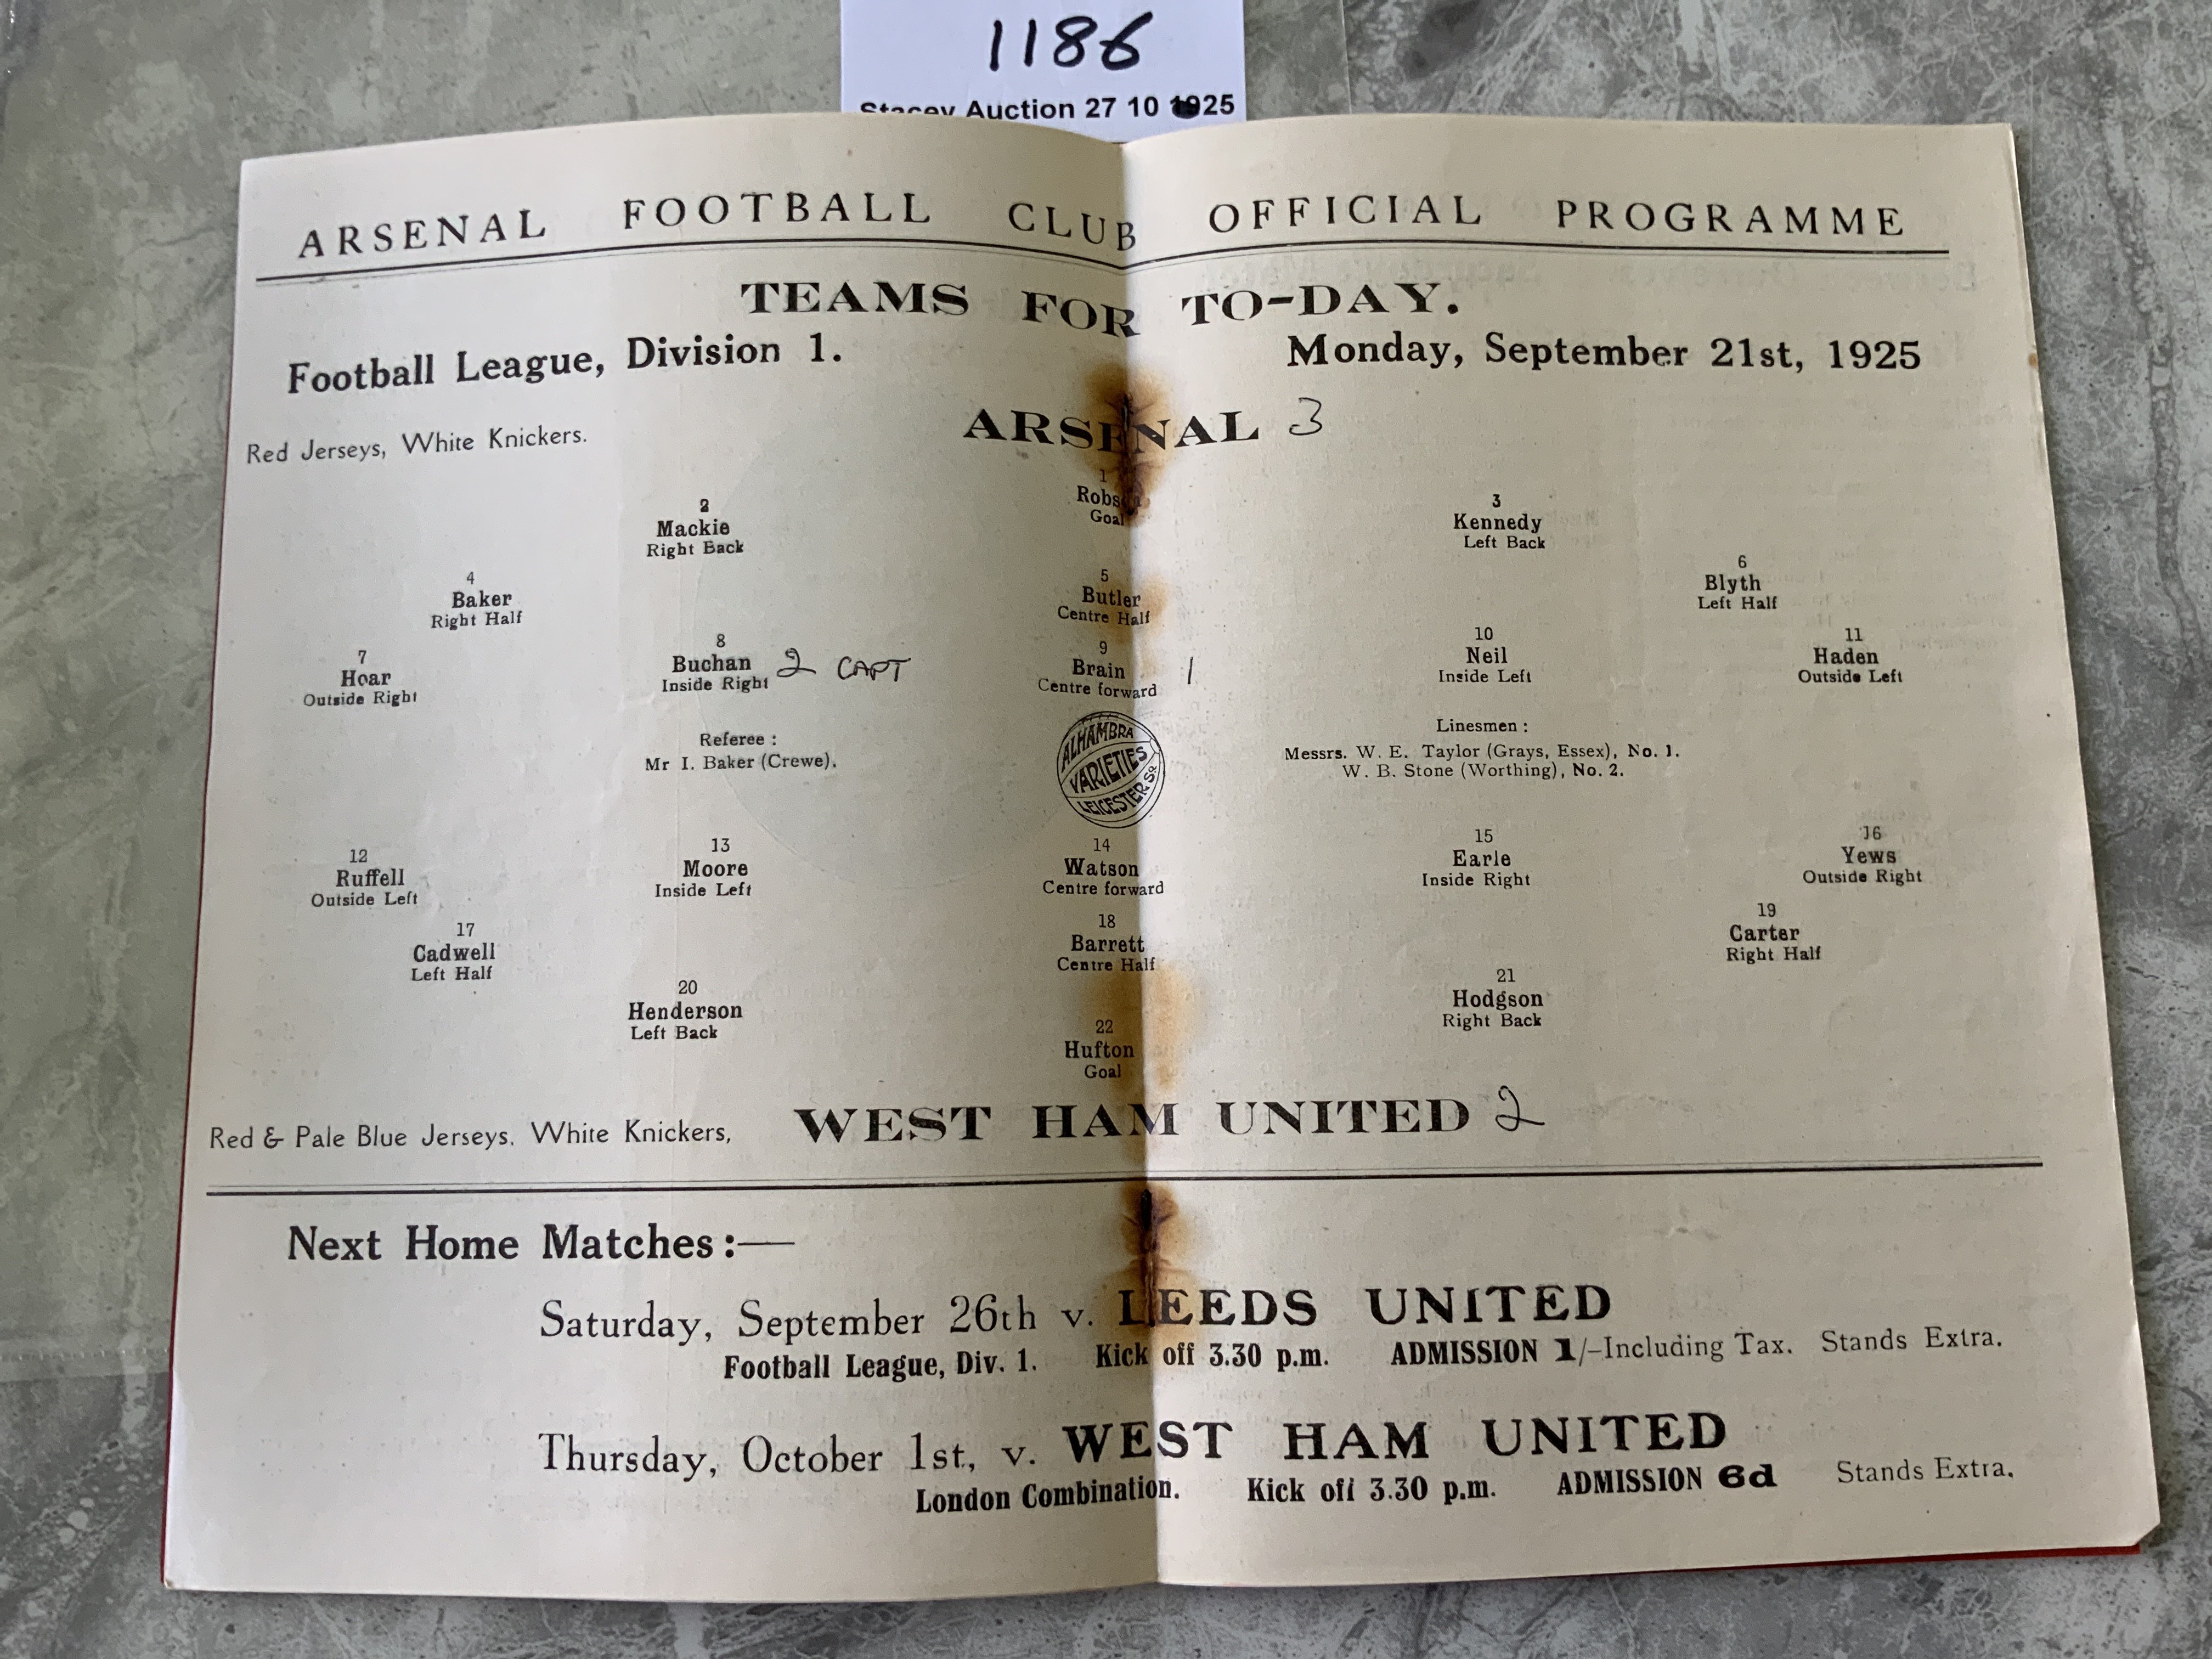 1186
Stacey Auction 27 10 1925
ARSENAL FOOTBALL CLUB OFFICIAL PROGRAMME
TEAMS FOR TO-DAY.
Football League, Division 1. Monday, September 21st, 1925
ARSENAL 3
Red Jerseys, White Knickers.
1
Robs
Goal
2
Mackie
Right Back
3
Kennedy
Left Back
4
Baker
Right Half
5
Butler
Centre Half
6
Blyth
Left Half
7
Hoar
Outside Right
8
Buchan 2 CAPT
Inside Right
9
Brain 1
Centre forward
10
Neil
Inside Left
11
Haden
Outside Left
Referee :
Mr I. Baker (Crewe).
ALHAMBRA
VARIETIES
LEICESTER SQ
Linesmen :
Messrs. W. E. Taylor (Grays, Essex), No. 1.
W. B. Stone (Worthing), No. 2.
12
Ruffell
Outside Left
13
Moore
Inside Left
14
Watson
Centre forward
15
Earle
Inside Right
16
Yews
Outside Right
17
Cadwell
Left Half
18
Barrett
Centre Half
19
Carter
Right Half
20
Henderson
Left Back
21
Hodgson
Right Back
22
Hufton
Goal
Red & Pale Blue Jerseys. White Knickers, WEST HAM UNITED 2
Next Home Matches :—
Saturday, September 26th v. LEEDS UNITED
Football League, Div. 1. Kick off 3.30 p.m. ADMISSION 1/-Including Tax. Stands Extra.
Thursday, October 1st, v. WEST HAM UNITED
London Combination. Kick off 3.30 p.m. ADMISSION 6d Stands Extra.